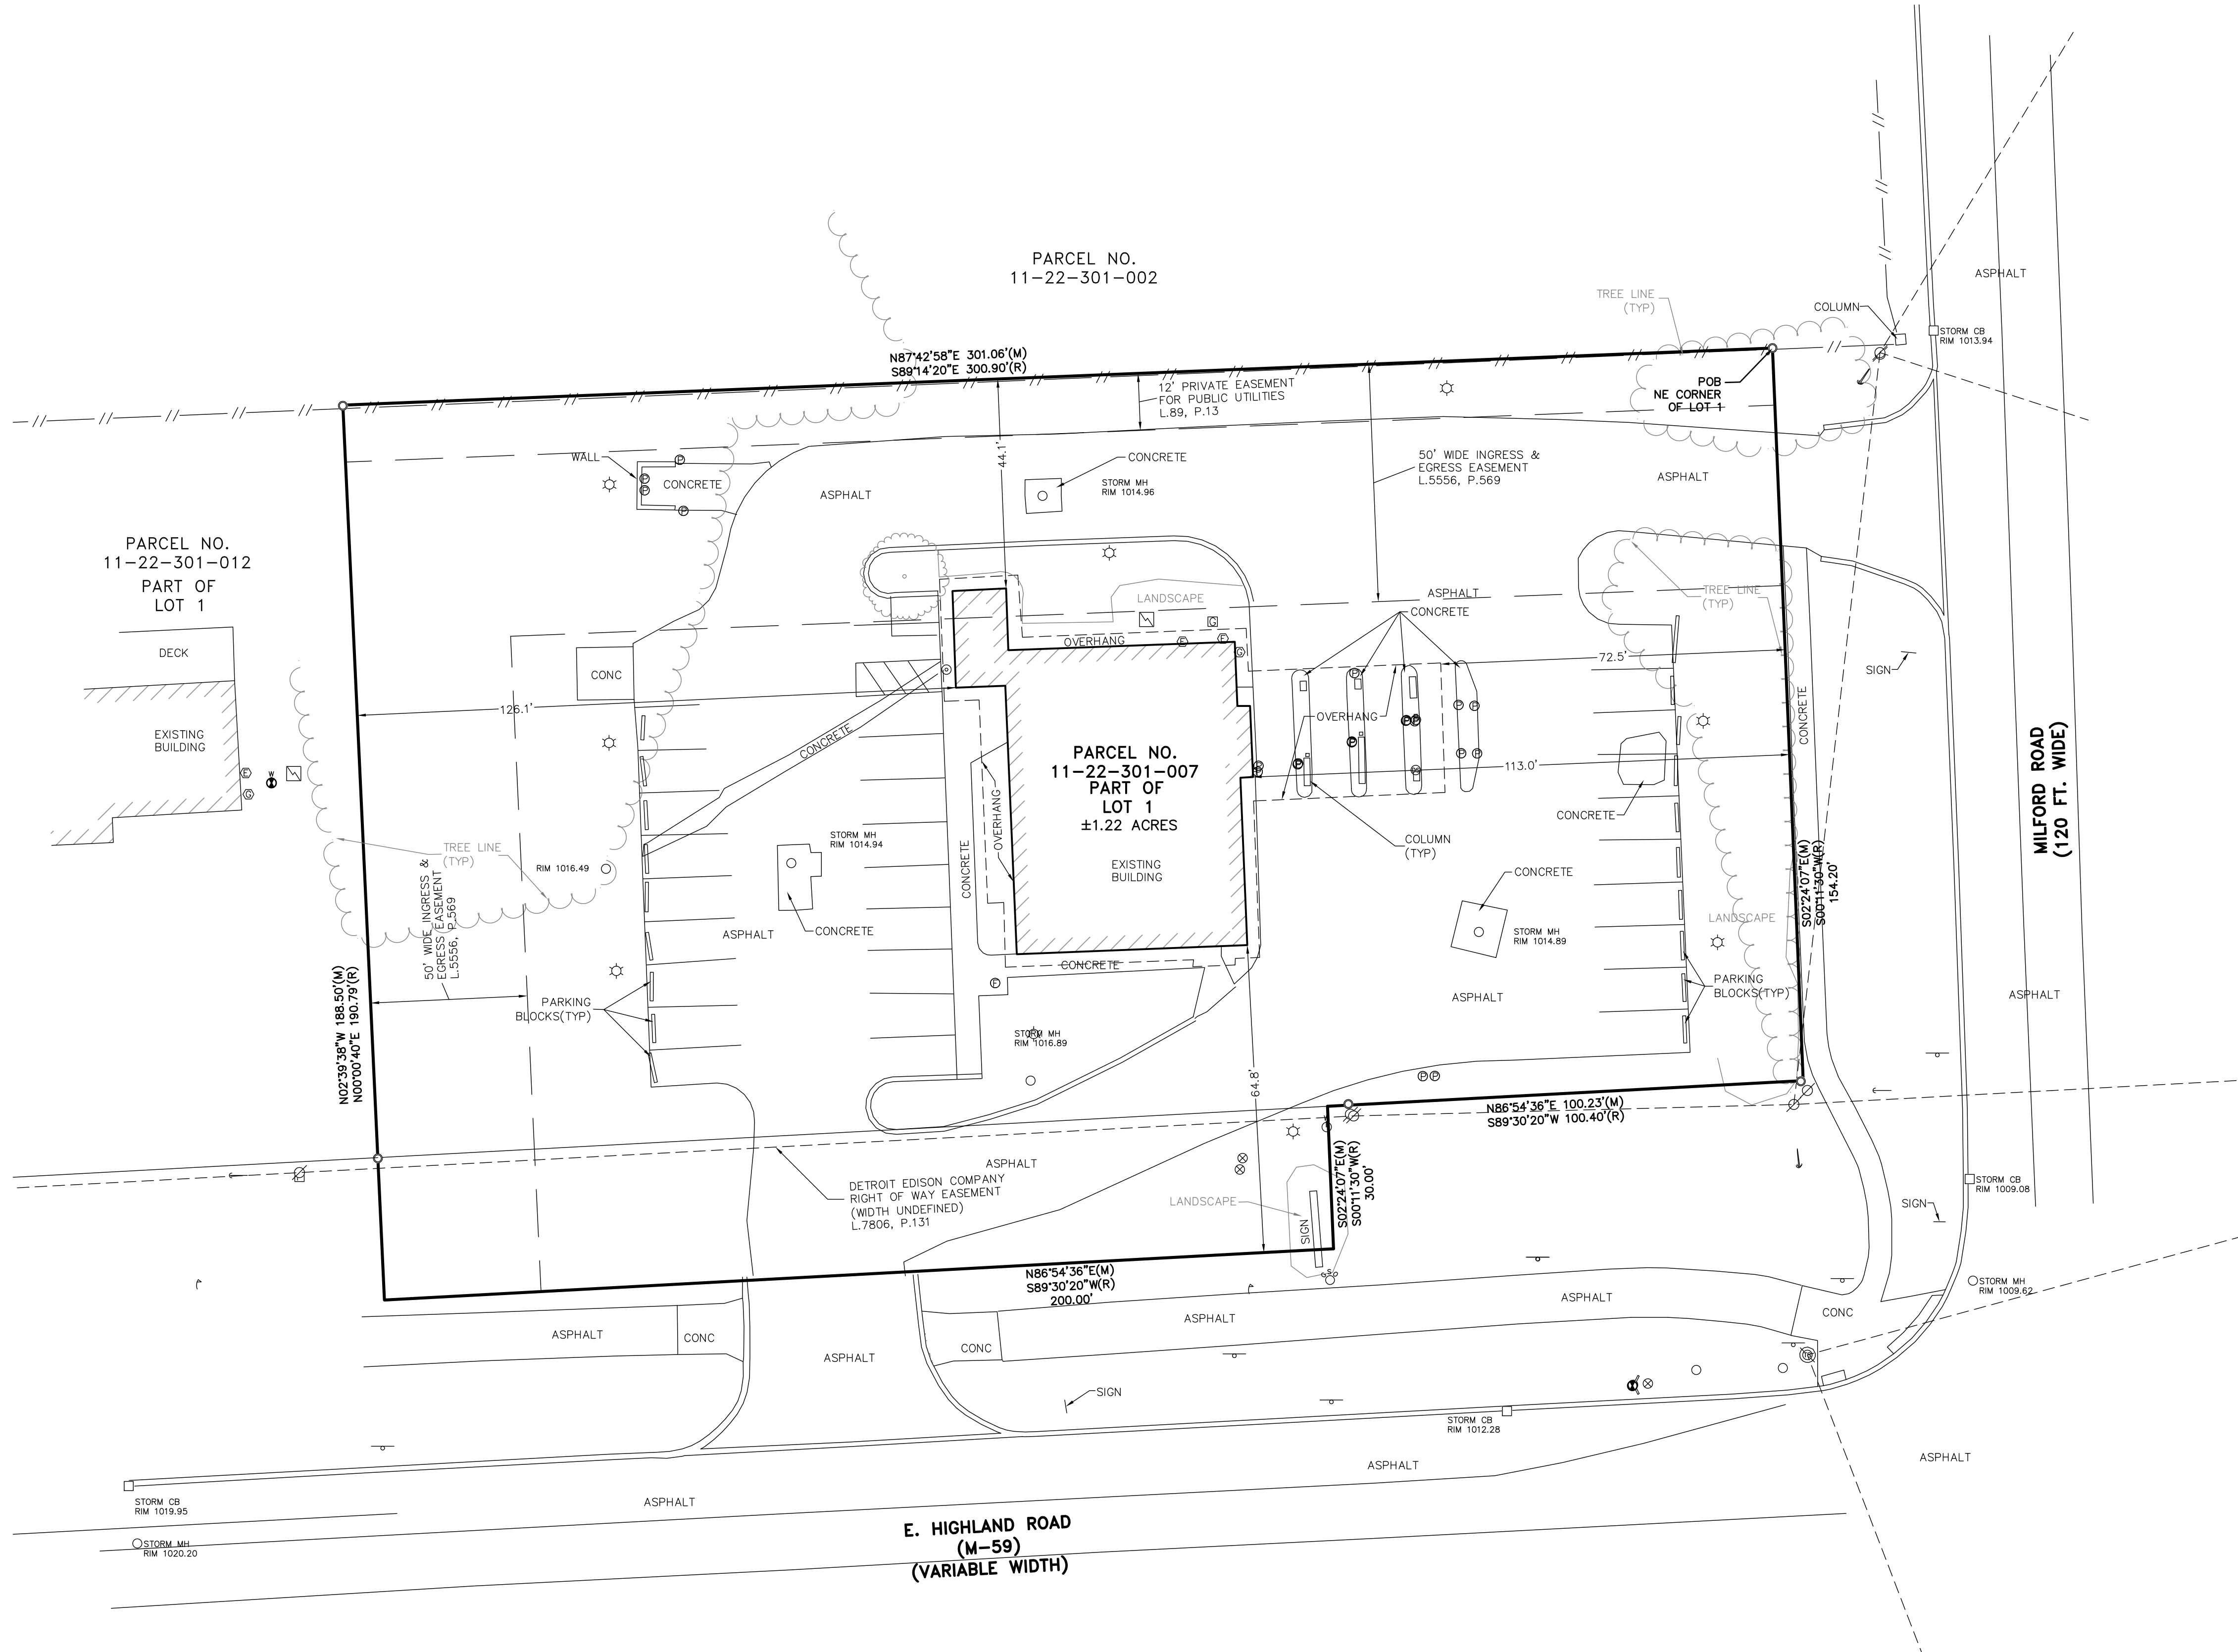 PARCEL NO.
11-22-301-002
ASPHALT
TREE LINE
(TYP)
COLUMN
STORM CB
RIM 1013.94
N87°42'58"E 301.06'(M)
S89°14'20"E 300.90'(R)
12' PRIVATE EASEMENT
FOR PUBLIC UTILITIES
L.89, P.13
POB
NE CORNER
OF LOT 1
44.1'
WALL
CONCRETE
ASPHALT
CONCRETE
STORM MH
RIM 1014.96
50' WIDE INGRESS &
EGRESS EASEMENT
L.5556, P.569
ASPHALT
PARCEL NO.
11-22-301-012
PART OF
LOT 1
DECK
EXISTING
BUILDING
E
G
W
LANDSCAPE
G
OVERHANG
E
G
ASPHALT
CONCRETE
TREE LINE
(TYP)
CONC
126.1'
CONCRETE
72.5'
OVERHANG
SIGN
CONCRETE
MILFORD ROAD
(120 FT. WIDE)
PARCEL NO.
11-22-301-007
PART OF
LOT 1
±1.22 ACRES
EXISTING
BUILDING
113.0'
CONCRETE
COLUMN
(TYP)
OVERHANG
CONCRETE
STORM MH
RIM 1014.94
CONCRETE
TREE LINE
(TYP)
RIM 1016.49
50' WIDE INGRESS &
EGRESS EASEMENT
L.5556, P.569
ASPHALT
CONCRETE
STORM MH
RIM 1014.89
LANDSCAPE
S02°24'07"E(M)
S00°11'30"W(R)
154.20'
N02°39'38"W 188.50'(M)
N00°00'40"E 190.79'(R)
PARKING
BLOCKS(TYP)
CONCRETE
F
STORM MH
RIM 1016.89
ASPHALT
PARKING
BLOCKS(TYP)
ASPHALT
64.8'
P P
N86°54'36"E 100.23'(M)
S89°30'20"W 100.40'(R)
ASPHALT
DETROIT EDISON COMPANY
RIGHT OF WAY EASEMENT
(WIDTH UNDEFINED)
L.7806, P.131
LANDSCAPE
SIGN
S02°24'07"E(M)
S00°11'30"W(R)
30.00'
STORM CB
RIM 1009.08
SIGN
N86°54'36"E(M)
S89°30'20"W(R)
200.00'
STORM MH
RIM 1009.62
ASPHALT
CONC
ASPHALT
CONC
ASPHALT
ASPHALT
CONC
SIGN
STORM CB
RIM 1012.28
ASPHALT
ASPHALT
STORM CB
RIM 1019.95
ASPHALT
STORM MH
RIM 1020.20
E. HIGHLAND ROAD
(M-59)
(VARIABLE WIDTH)